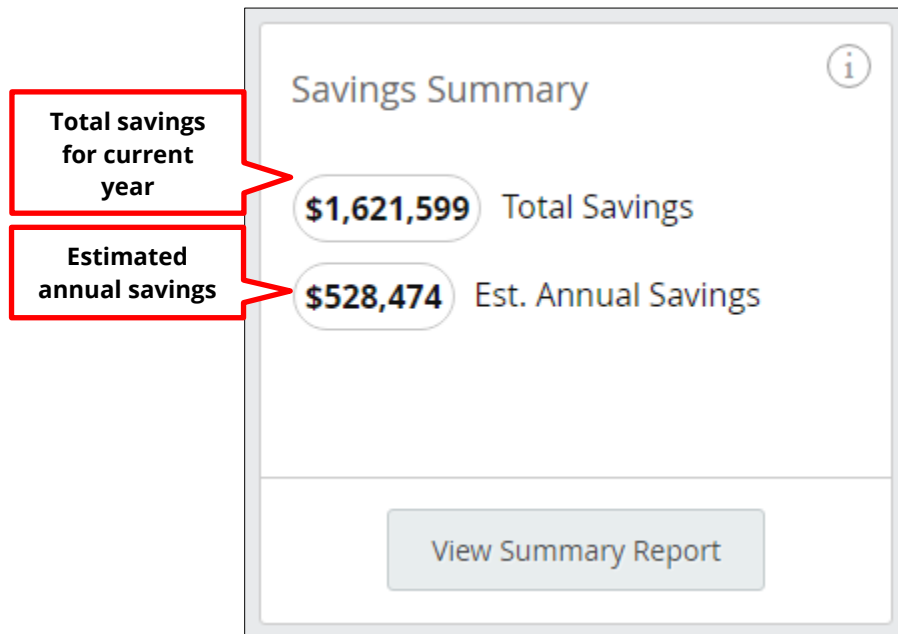 Savings Summary
i
Total savings
for current
year
$1,621,599 Total Savings
Estimated
annual savings
$528,474 Est. Annual Savings
View Summary Report